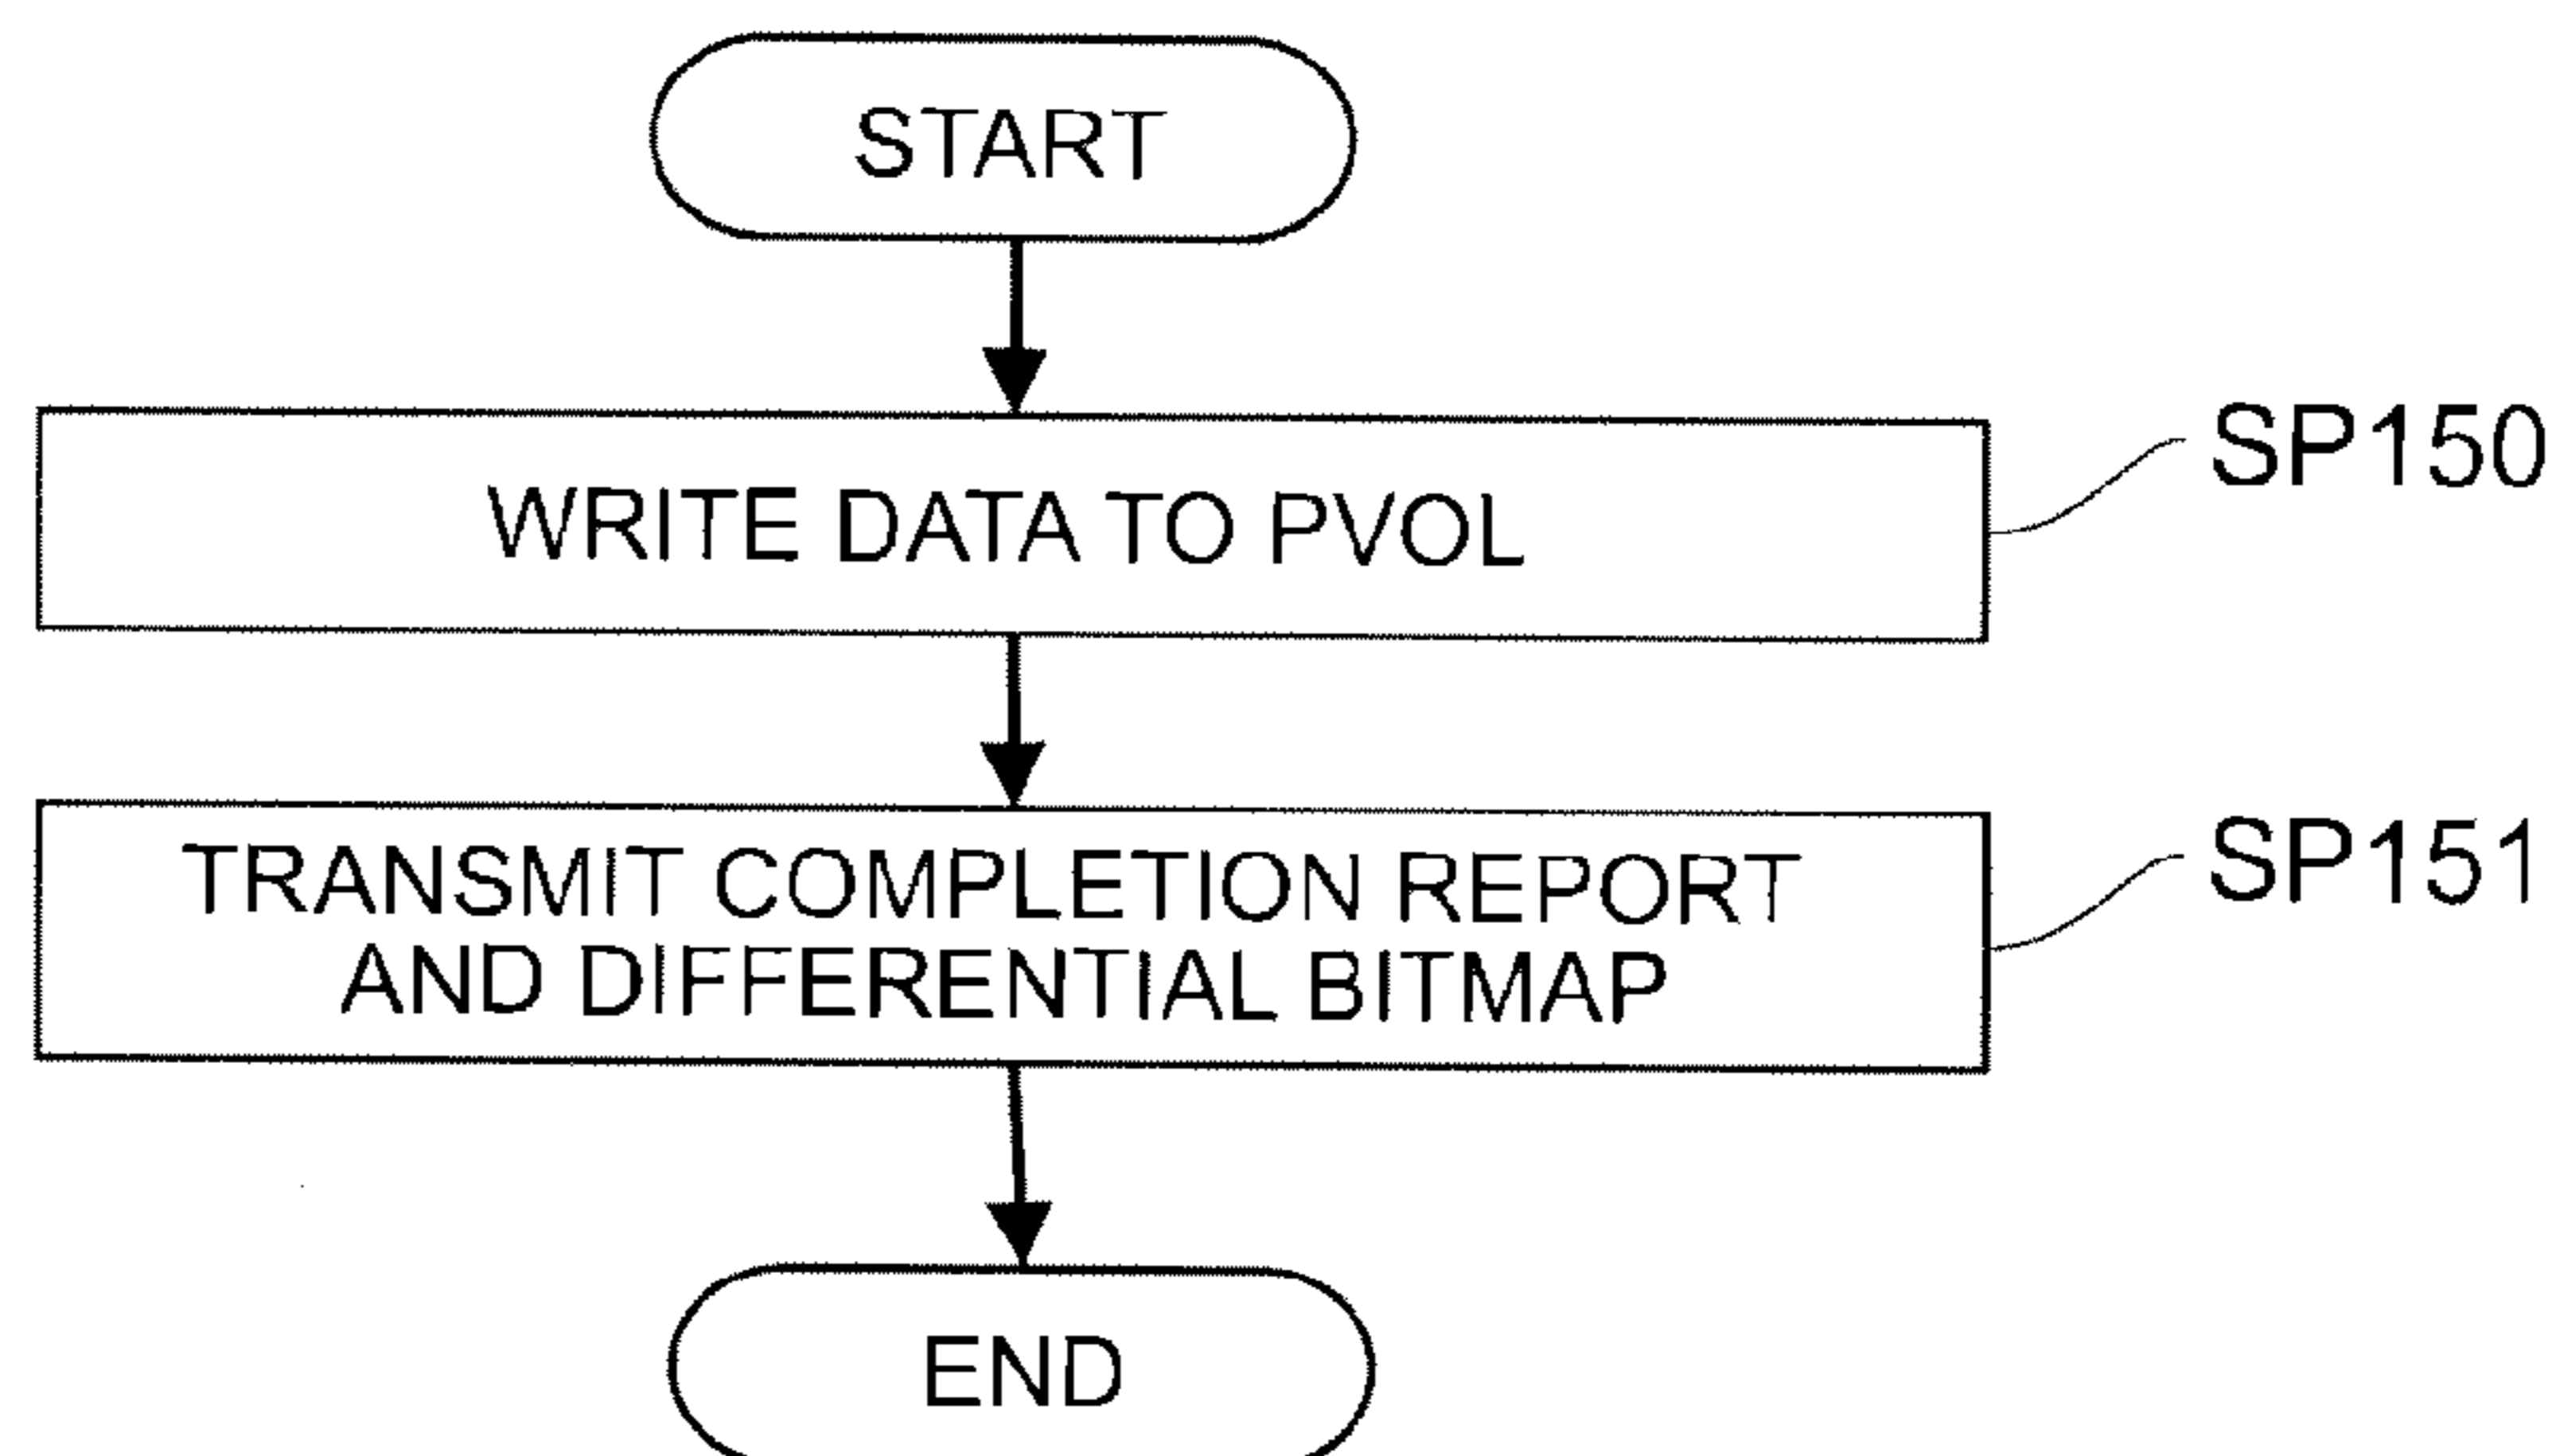 START
WRITE DATA TO PVOL
SP150
TRANSMIT COMPLETION REPORT
AND DIFFERENTIAL BITMAP
SP151
END